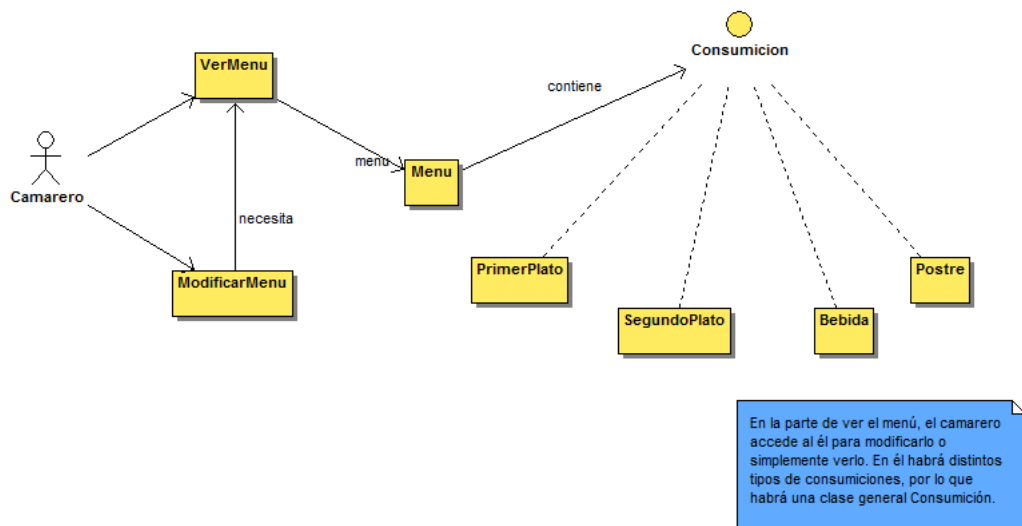 Consumicion
VerMenu
contiene
menu
Menu
Camarero
necesita
ModificarMenu
PrimerPlato
Postre
SegundoPlato
Bebida
En la parte de ver el menú, el camarero
accede al él para modificarlo o
simplemente verlo. En él habrá distintos
tipos de consumiciones, por lo que
habrá una clase general Consumición.